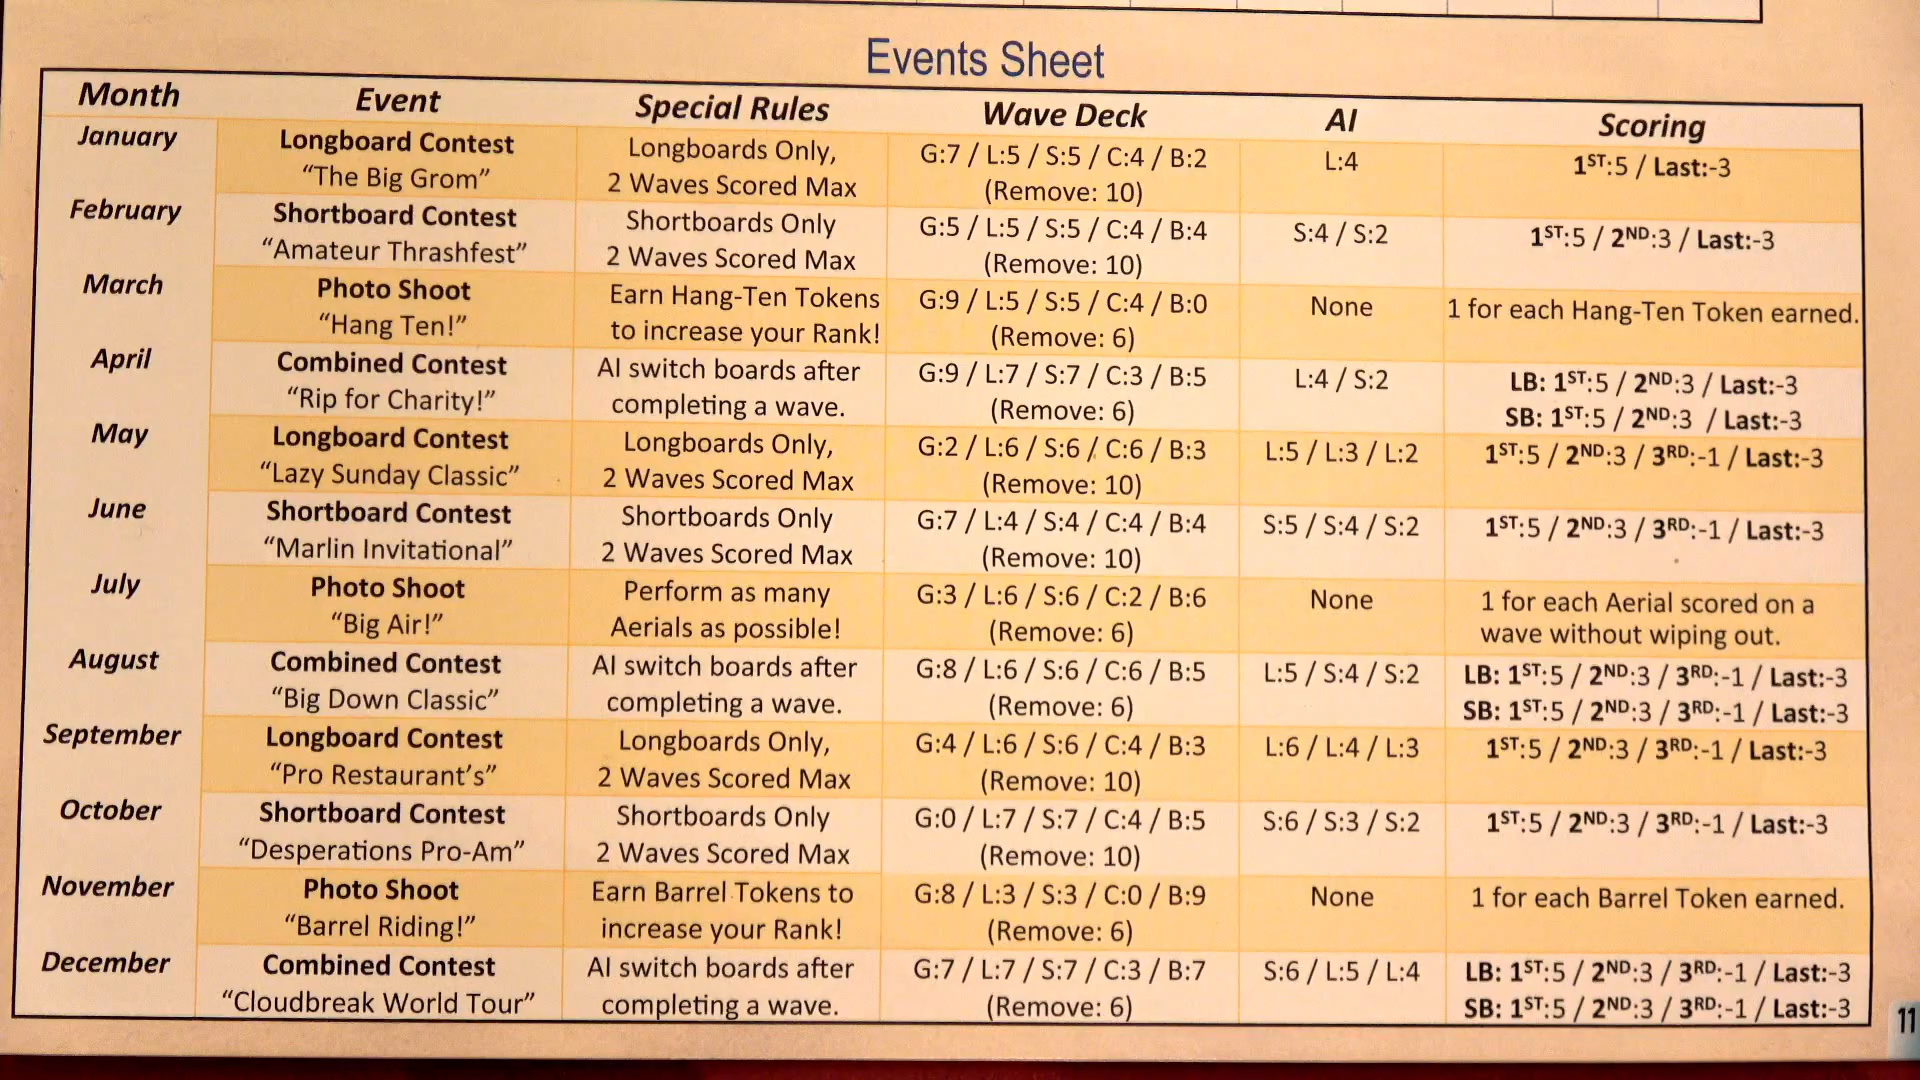 Events Sheet
Month Event Special Rules Wave Deck AI Scoring
January Longboard Contest Longboards Only, G:7 / L:5 / S:5 / C:4 / B:2 L:4 1ST:5 / Last:-3
“The Big Grom” 2 Waves Scored Max (Remove: 10)
February Shortboard Contest Shortboards Only G:5 / L:5 / S:5 / C:4 / B:4 S:4 / S:2 1ST:5 / 2ND:3 / Last:-3
“Amateur Thrashfest” 2 Waves Scored Max (Remove: 10)
March Photo Shoot Earn Hang-Ten Tokens G:9 / L:5 / S:5 / C:4 / B:0 None 1 for each Hang-Ten Token earned.
“Hang Ten!” to increase your Rank! (Remove: 6)
April Combined Contest AI switch boards after G:9 / L:7 / S:7 / C:3 / B:5 L:4 / S:2 LB: 1ST:5 / 2ND:3 / Last:-3
“Rip for Charity!” completing a wave. (Remove: 6) SB: 1ST:5 / 2ND:3 / Last:-3
May Longboard Contest Longboards Only, G:2 / L:6 / S:6 / C:6 / B:3 L:5 / L:3 / L:2 1ST:5 / 2ND:3 / 3RD:-1 / Last:-3
“Lazy Sunday Classic” 2 Waves Scored Max (Remove: 10)
June Shortboard Contest Shortboards Only G:7 / L:4 / S:4 / C:4 / B:4 S:5 / S:4 / S:2 1ST:5 / 2ND:3 / 3RD:-1 / Last:-3
“Marlin Invitational” 2 Waves Scored Max (Remove: 10)
July Photo Shoot Perform as many G:3 / L:6 / S:6 / C:2 / B:6 None 1 for each Aerial scored on a
“Big Air!” Aerials as possible! (Remove: 6) wave without wiping out.
August Combined Contest AI switch boards after G:8 / L:6 / S:6 / C:6 / B:5 L:5 / S:4 / S:2 LB: 1ST:5 / 2ND:3 / 3RD:-1 / Last:-3
“Big Down Classic” completing a wave. (Remove: 6) SB: 1ST:5 / 2ND:3 / 3RD:-1 / Last:-3
September Longboard Contest Longboards Only, G:4 / L:6 / S:6 / C:4 / B:3 L:6 / L:4 / L:3 1ST:5 / 2ND:3 / 3RD:-1 / Last:-3
“Pro Restaurant’s” 2 Waves Scored Max (Remove: 10)
October Shortboard Contest Shortboards Only G:0 / L:7 / S:7 / C:4 / B:5 S:6 / S:3 / S:2 1ST:5 / 2ND:3 / 3RD:-1 / Last:-3
“Desperations Pro-Am” 2 Waves Scored Max (Remove: 10)
November Photo Shoot Earn Barrel Tokens to G:8 / L:3 / S:3 / C:0 / B:9 None 1 for each Barrel Token earned.
“Barrel Riding!” increase your Rank! (Remove: 6)
December Combined Contest AI switch boards after G:7 / L:7 / S:7 / C:3 / B:7 S:6 / L:5 / L:4 LB: 1ST:5 / 2ND:3 / 3RD:-1 / Last:-3
“Cloudbreak World Tour” completing a wave. (Remove: 6) SB: 1ST:5 / 2ND:3 / 3RD:-1 / Last:-3
11